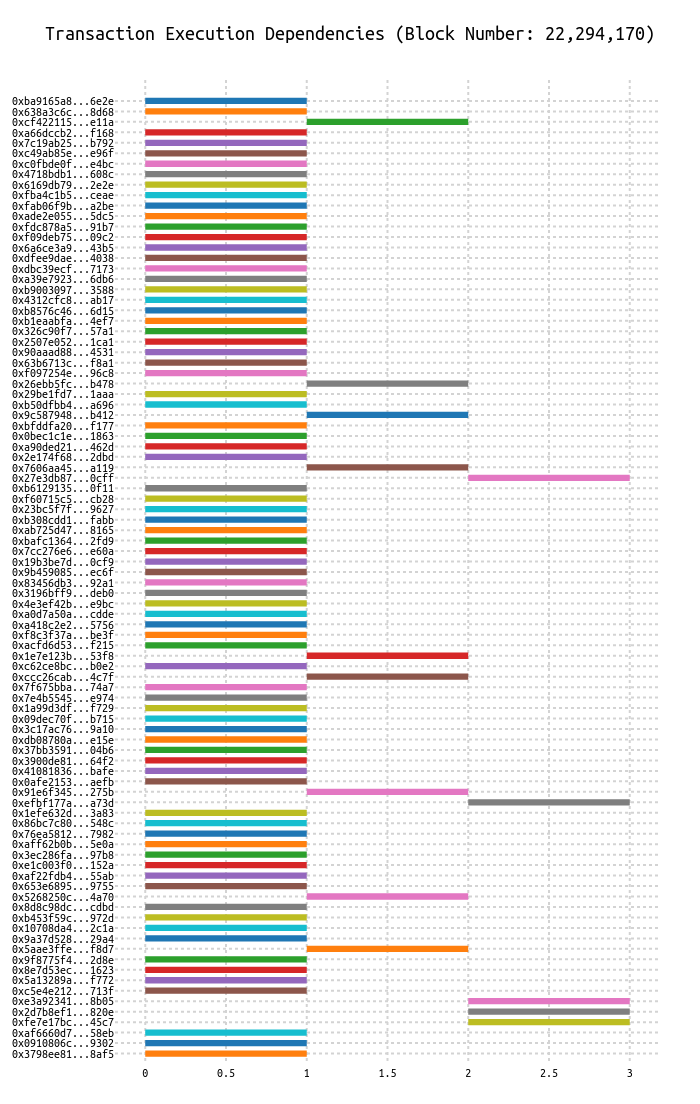 Transaction Execution Dependencies (Block Number: 22,294,170)
0xba9165a8...6e2e
0x638a3c6c...8d68
0xcf422115...e11a
0xa66dccb2...f168
0x7c19ab25...b792
0xc49ab85e...e96f
0xc0fbde0f...e4bc
0x4718bdb1...608c
0x6169db79...2e2e
0xfba4c1b5...ceae
0xfab06f9b...a2be
0xade2e055...5dc5
0xfdc878a5...91b7
0xf09deb75...09c2
0x6a6ce3a9...43b5
0xdfee9dae...4038
0xdbc39ecf...7173
0xa39e7923...6db6
0xb9003097...3588
0x4312cfc8...ab17
0xb8576c46...6d15
0xb1eaabfa...4ef7
0x326c90f7...57a1
0x2507e052...1ca1
0x90aaad88...4531
0x63b6713c...f8a1
0xf097254e...96c8
0x26ebb5fc...b478
0x29be1fd7...1aaa
0xb50dfbb4...a696
0x9c587948...b412
0xbfddfa20...f177
0x0bec1c1e...1863
0xa90ded21...462d
0x2e174f68...2dbd
0x7606aa45...a119
0x27e3db87...0cff
0xb6129135...0f11
0xf60715c5...cb28
0x23bc5f7f...9627
0xb308cdd1...fabb
0xab725d47...8165
0xbafc1364...2fd9
0x7cc276e6...e60a
0x19b3be7d...0cf9
0x9b459085...ec6f
0x83456db3...92a1
0x3196bff9...deb0
0x4e3ef42b...e9bc
0xa0d7a50a...cdde
0xa418c2e2...5756
0xf8c3f37a...be3f
0xacfd6d53...f215
0x1e7e123b...53f8
0xc62ce8bc...b0e2
0xccc26cab...4c7f
0x7f675bba...74a7
0x7e4b5545...e974
0x1a99d3df...f729
0x09dec70f...b715
0x3c17ac76...9a10
0xdb08780a...e15e
0x37bb3591...04b6
0x3900de81...64f2
0x41081836...bafe
0x0afe2153...aefb
0x91e6f345...275b
0xefbf177a...a73d
0x1efe632d...3a83
0x86bc7c80...548c
0x76ea5812...7982
0xaff62b0b...5e0a
0x3ec286fa...97b8
0xe1c003f0...152a
0xaf22fdb4...55ab
0x653e6895...9755
0x5268250c...4a70
0x8d8c98dc...cdbd
0xb453f59c...972d
0x10708da4...2c1a
0x9a37d528...29a4
0x5aae3ffe...f8d7
0x9f8775f4...2d8e
0x8e7d53ec...1623
0x5a13289a...f772
0xc5e4e212...713f
0xe3a92341...8b05
0x2d7b8ef1...820e
0xfe7e17bc...45c7
0xaf6660d7...58eb
0x0910806c...9302
0x3798ee81...8af5
0 0.5 1 1.5 2 2.5 3